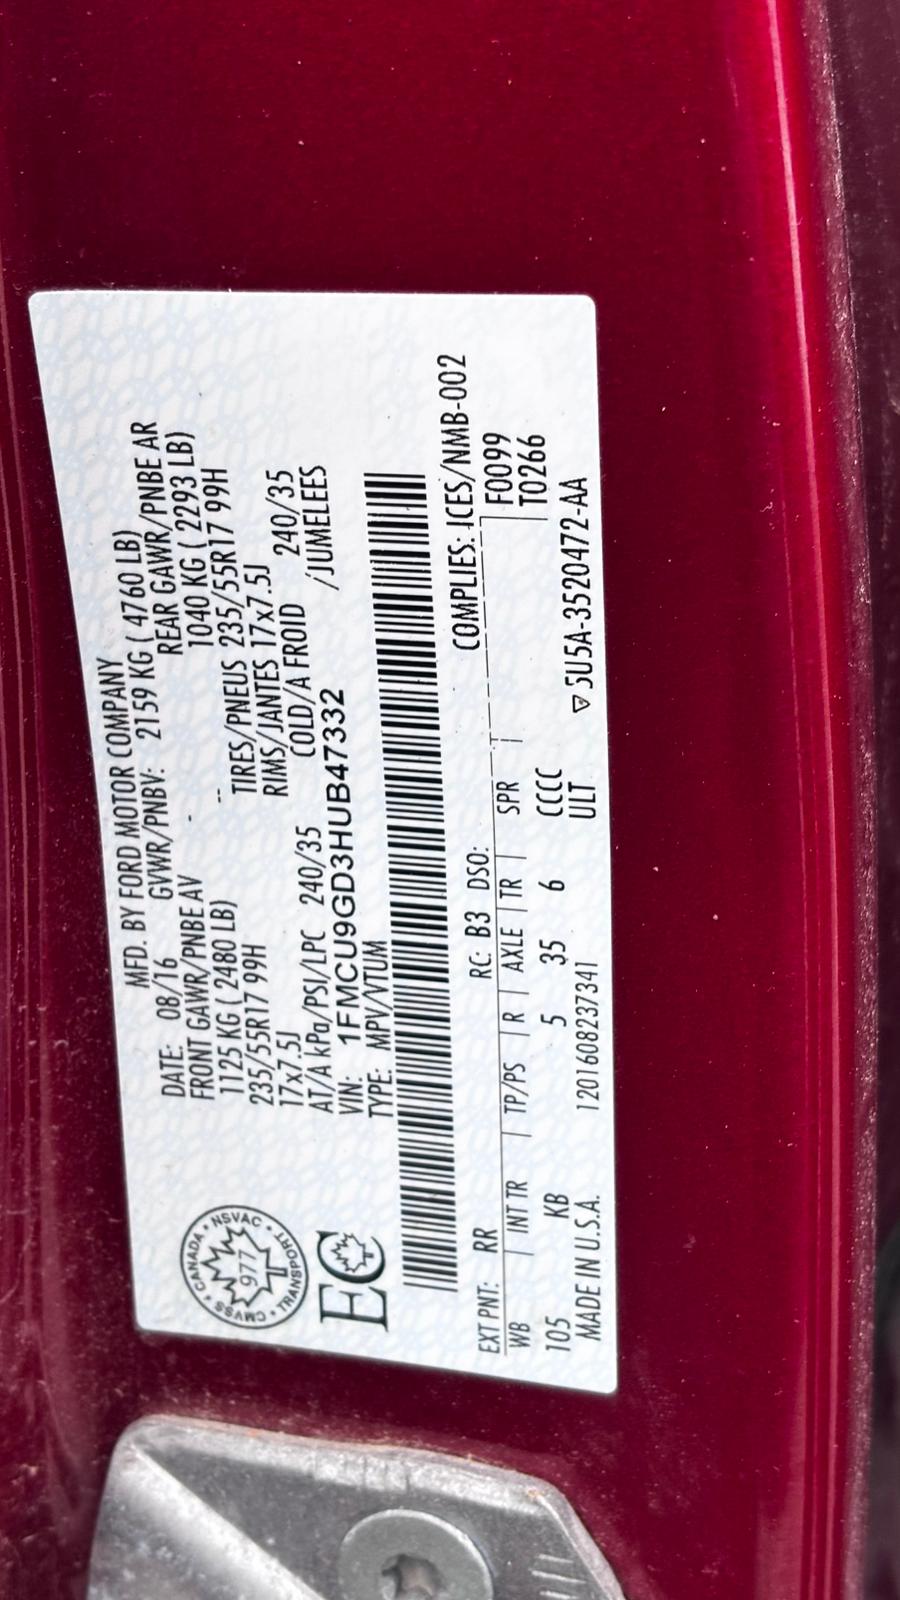 MFD. BY FORD MOTOR COMPANY
DATE: 08/16 GVWR/PNBV: 2159 KG ( 4760 LB)
FRONT GAWR/PNBE AV - REAR GAWR/PNBE AR
1125 KG ( 2480 LB) -- 1040 KG ( 2293 LB)
235/55R17 99H TIRES/PNEUS 235/55R17 99H
17x7.5J RIMS/JANTES 17x7.5J
AT/A kPa/PSI/LPC 240/35 COLD/A FROID 240/35
VIN: 1FMCU9GD3HUB47332 /JUMELEES
TYPE: MPV/VTUM
CANADA • NSVAC • TRANSPORT • CMVSS •
977
EC
COMPLIES: ICES/NMB-002
EXT PNT: RR RC: B3 DSO: F0099
WB | INT TR | TP/PS | R | AXLE | TR | SPR T0266
105 KB 5 35 6 CCCC
MADE IN U.S.A. 1201608237341 ULT 5U5A-3520472-AA